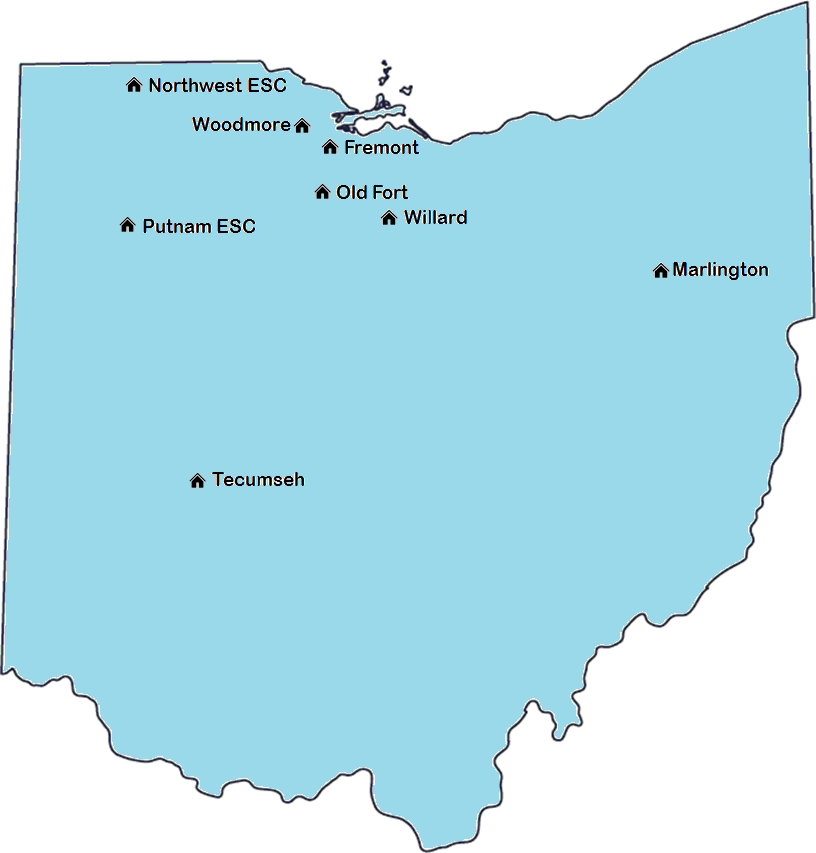 Northwest ESC
Woodmore
Fremont
Old Fort
Willard
Putnam ESC
Marlington
Tecumseh